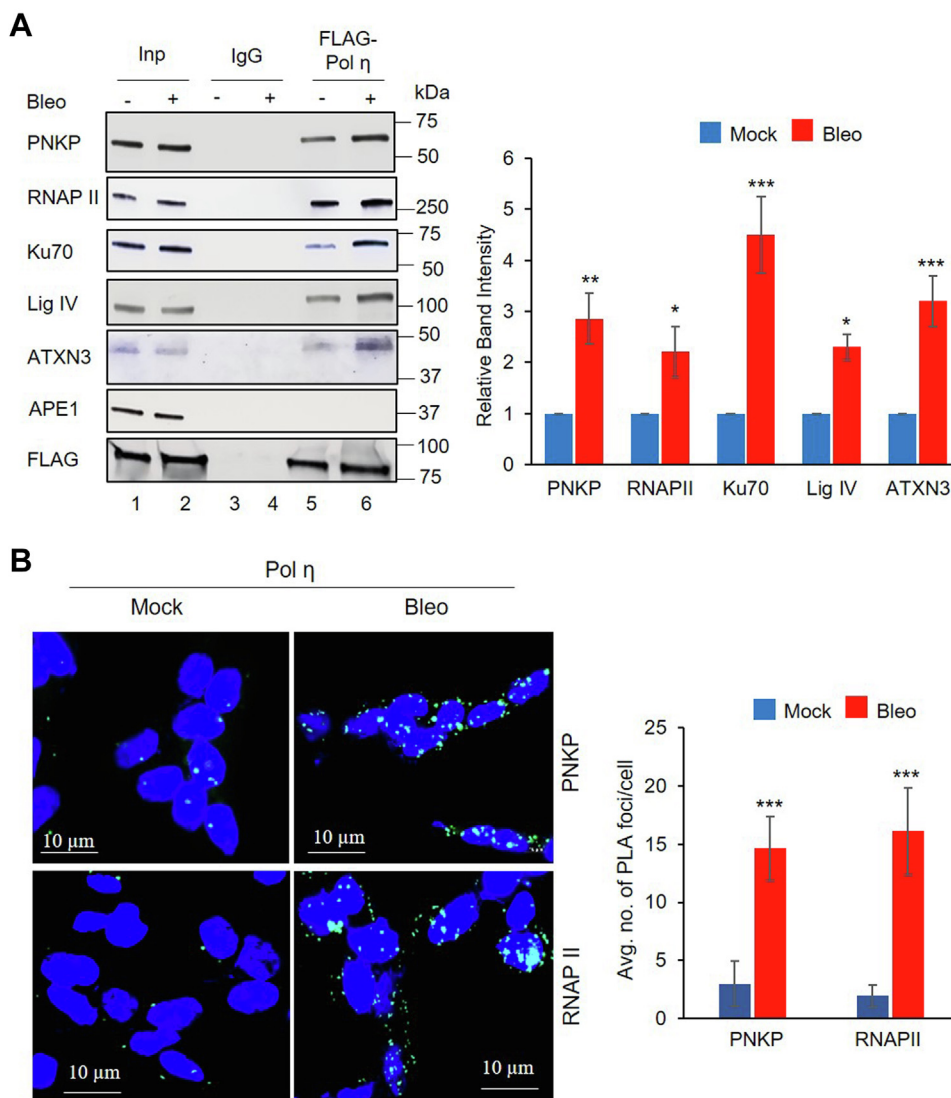 A
Inp IgG FLAG-
Pol η
Bleo - + - + - + kDa
PNKP 75
50
RNAP II 250
Ku70 75
50
Lig IV 100
ATXN3 50
37
APE1 37
FLAG 100
75
1 2 3 4 5 6
Mock Bleo
Relative Band Intensity
6
5
4
3
2
1
0
** * *** * ***
PNKP RNAPII Ku70 Lig IV ATXN3
B
Pol η
Mock Bleo
PNKP
10 µm
RNAP II
10 µm 10 µm
Mock Bleo
Avg. no. of PLA foci/cell
25
20
15
10
5
0
*** ***
PNKP RNAPII